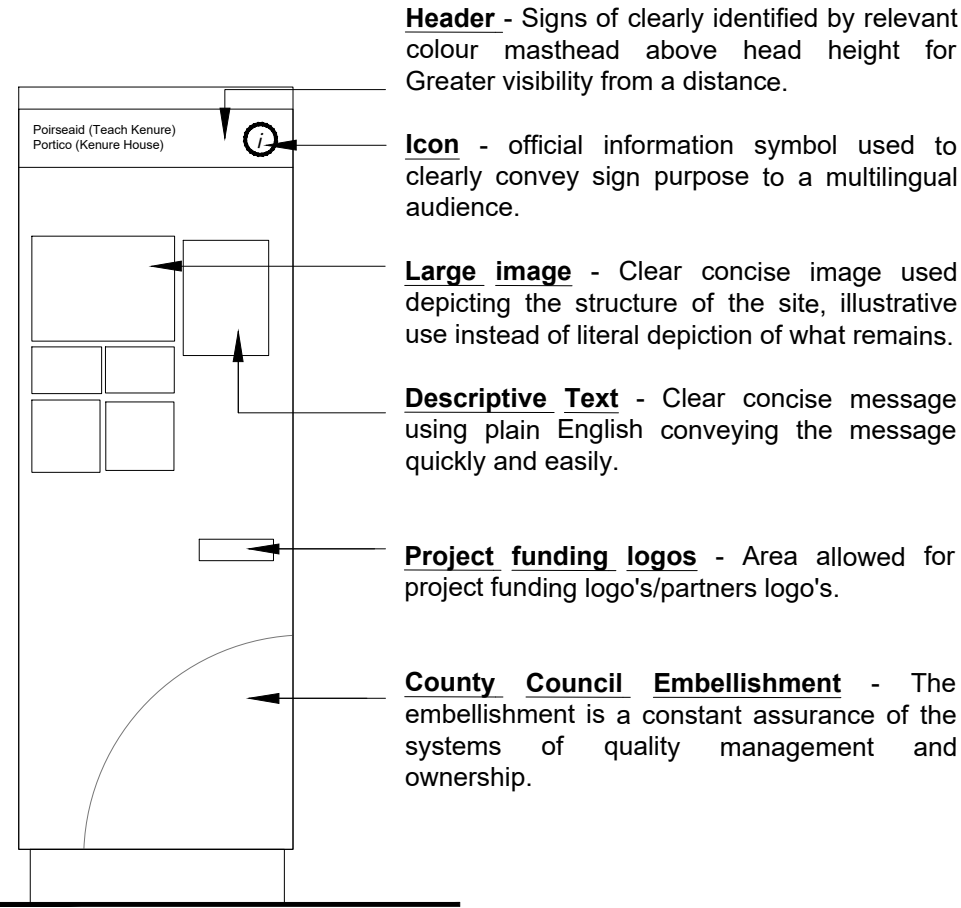 Header - Signs of clearly identified by relevant
colour masthead above head height for
Greater visibility from a distance.
Poirseaid (Teach Kenure)
Portico (Kenure House)
i
Icon - official information symbol used to
clearly convey sign purpose to a multilingual
audience.
Large image - Clear concise image used
depicting the structure of the site, illustrative
use instead of literal depiction of what remains.
Descriptive Text - Clear concise message
using plain English conveying the message
quickly and easily.
Project funding logos - Area allowed for
project funding logo's/partners logo's.
County Council Embellishment - The
embellishment is a constant assurance of the
systems of quality management and
ownership.